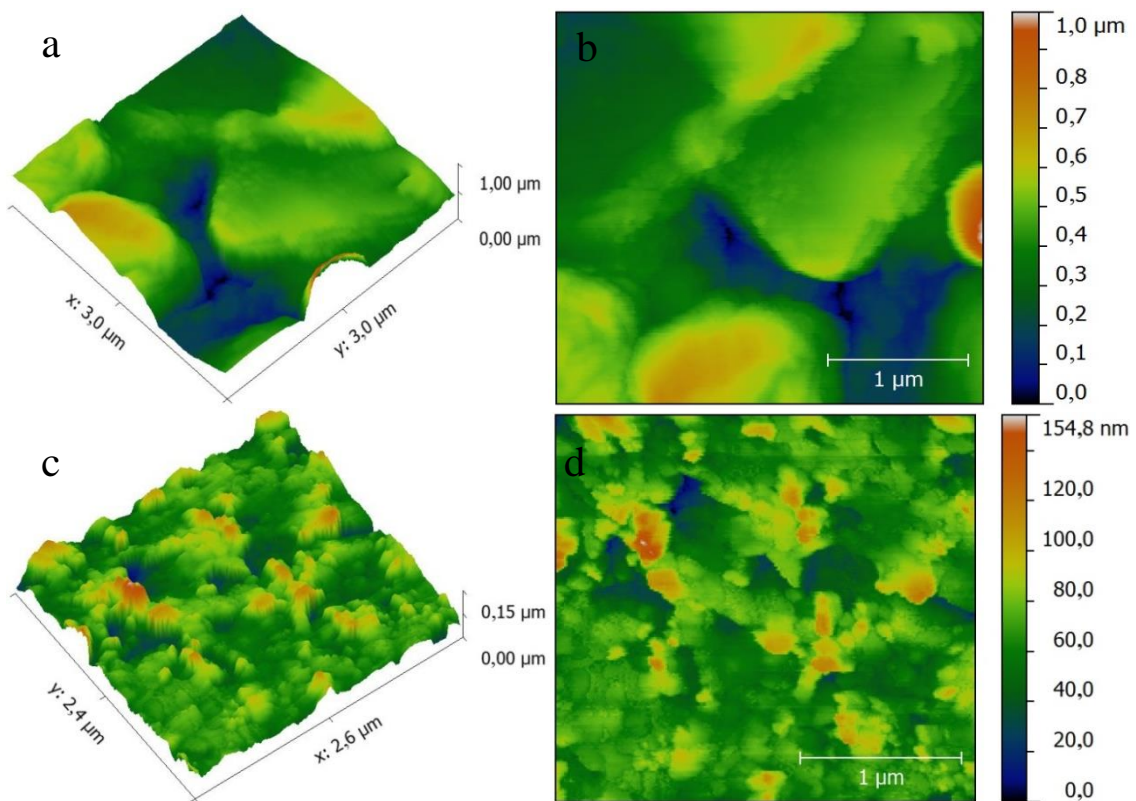 a
1,00 µm
0,00 µm
x: 3,0 µm
y: 3,0 µm
b
1 µm
1,0 µm
0,8
0,7
0,6
0,5
0,4
0,3
0,2
0,1
0,0
c
0,15 µm
0,00 µm
y: 2,4 µm
x: 2,6 µm
d
1 µm
154,8 nm
120,0
100,0
80,0
60,0
40,0
20,0
0,0